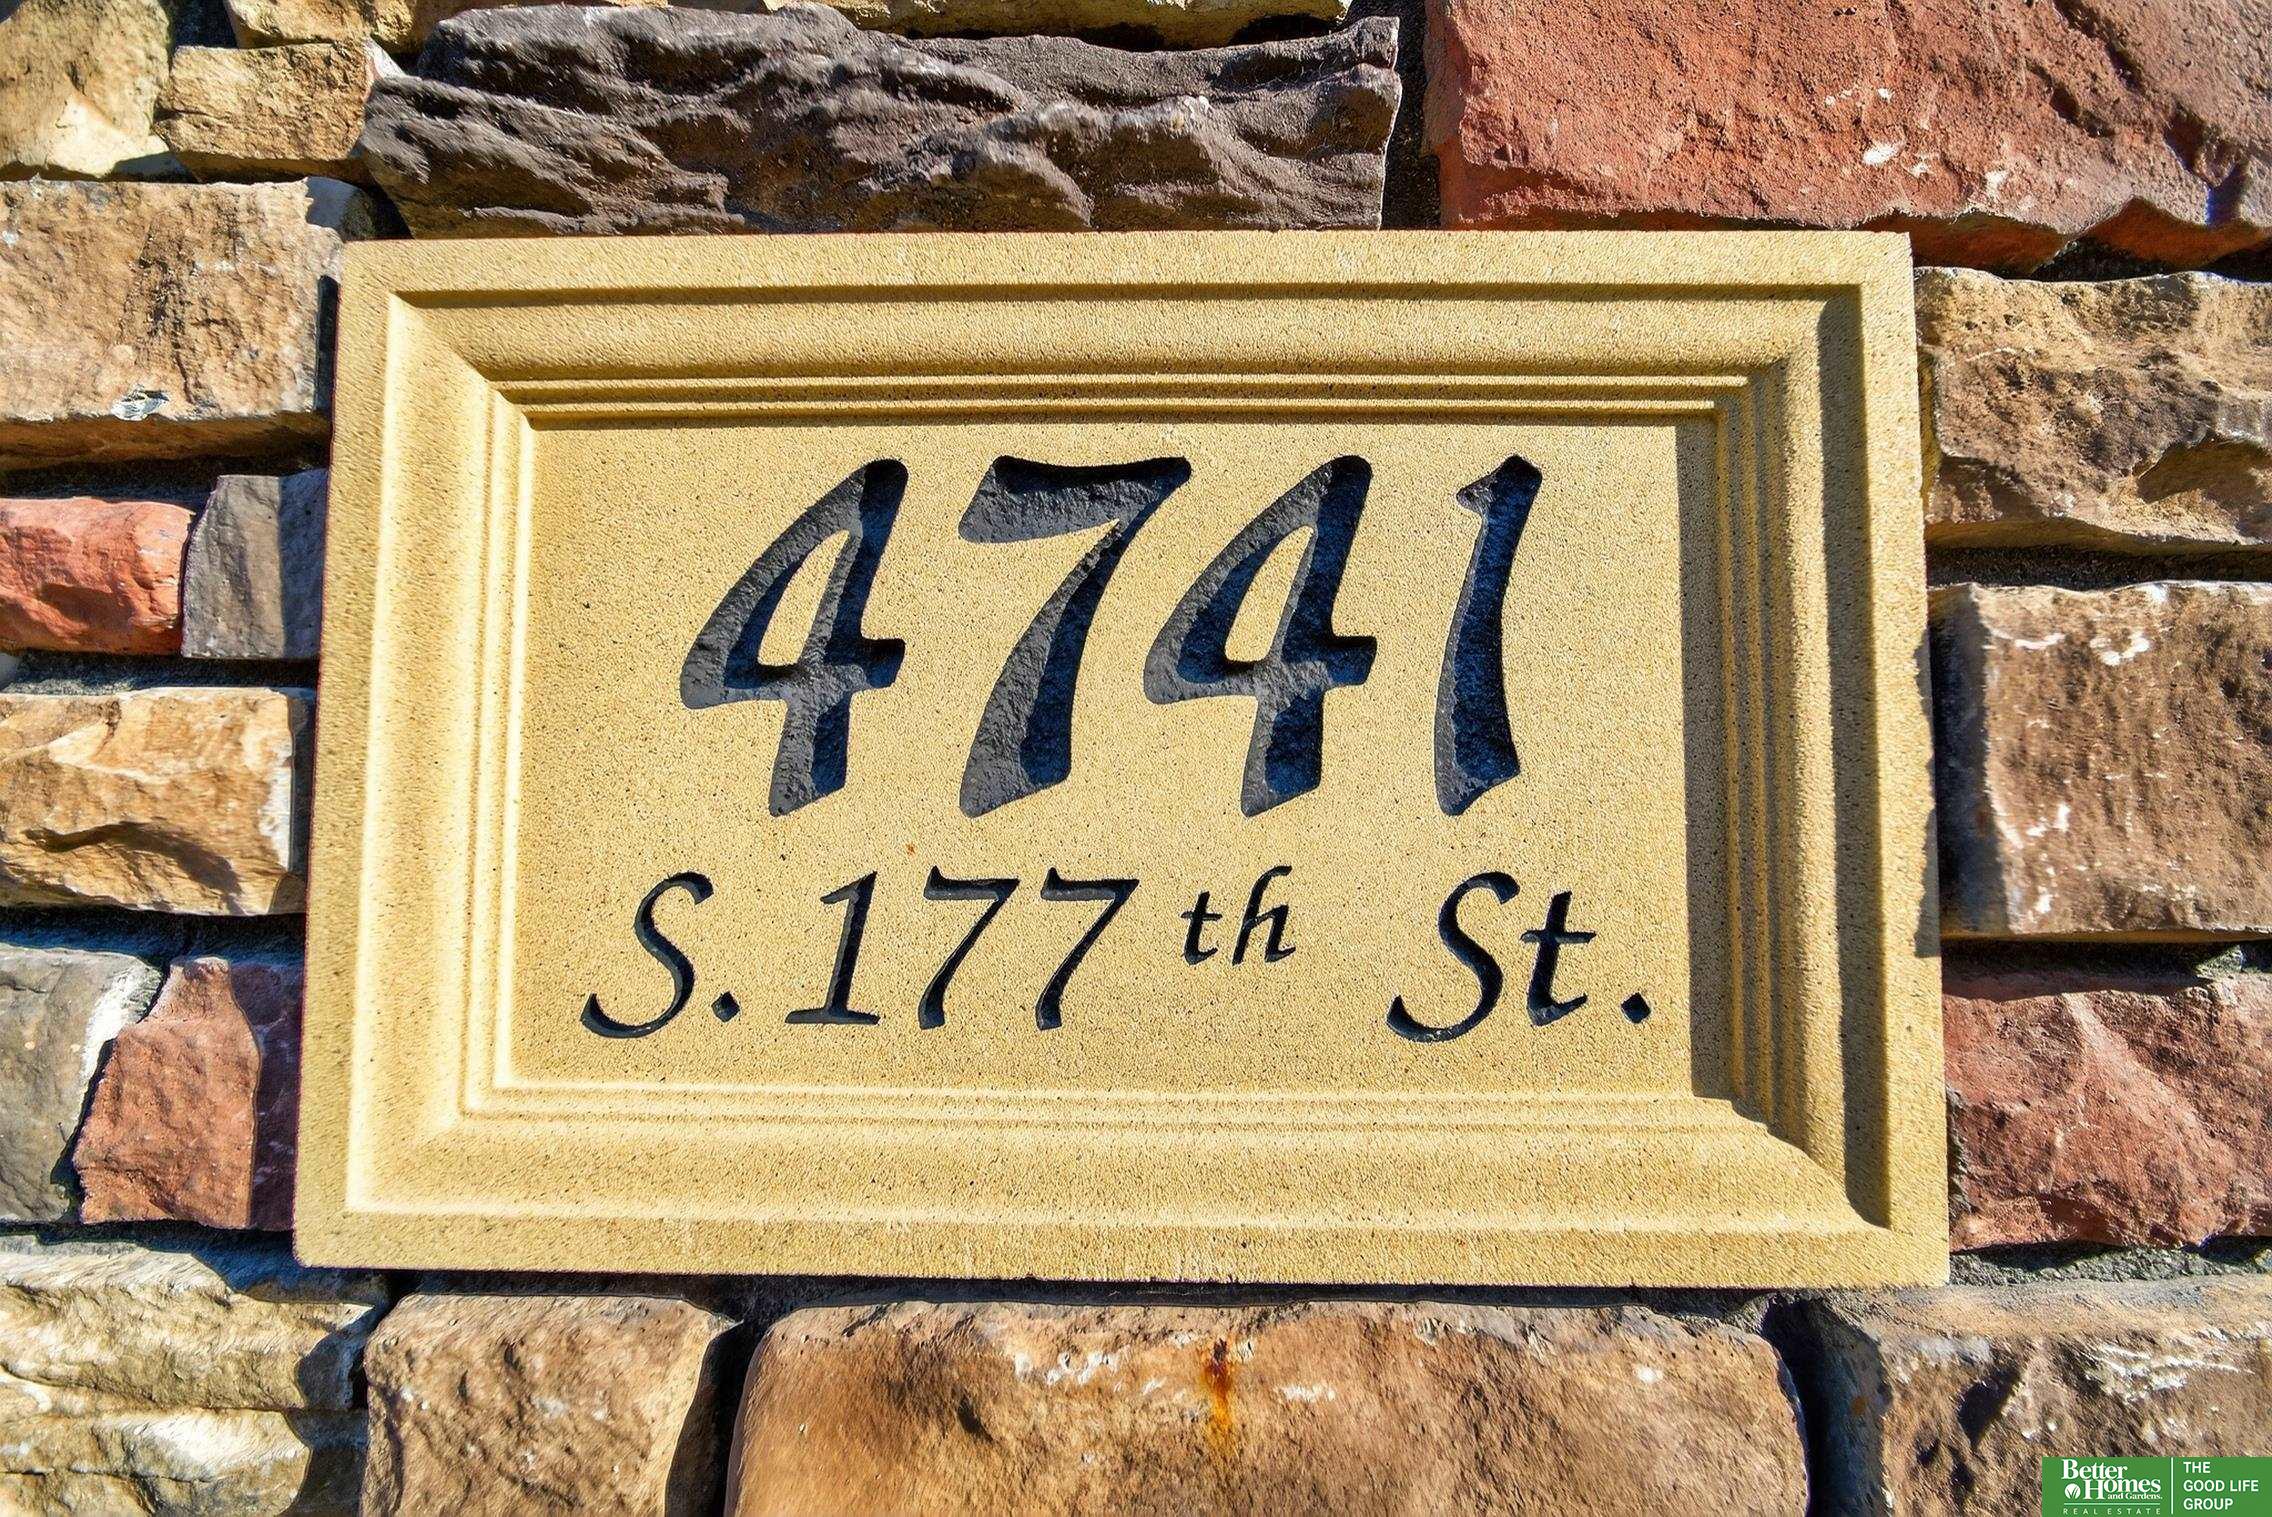 4741
S. 177th St.
Better Homes and Gardens. REAL ESTATE
THE GOOD LIFE GROUP